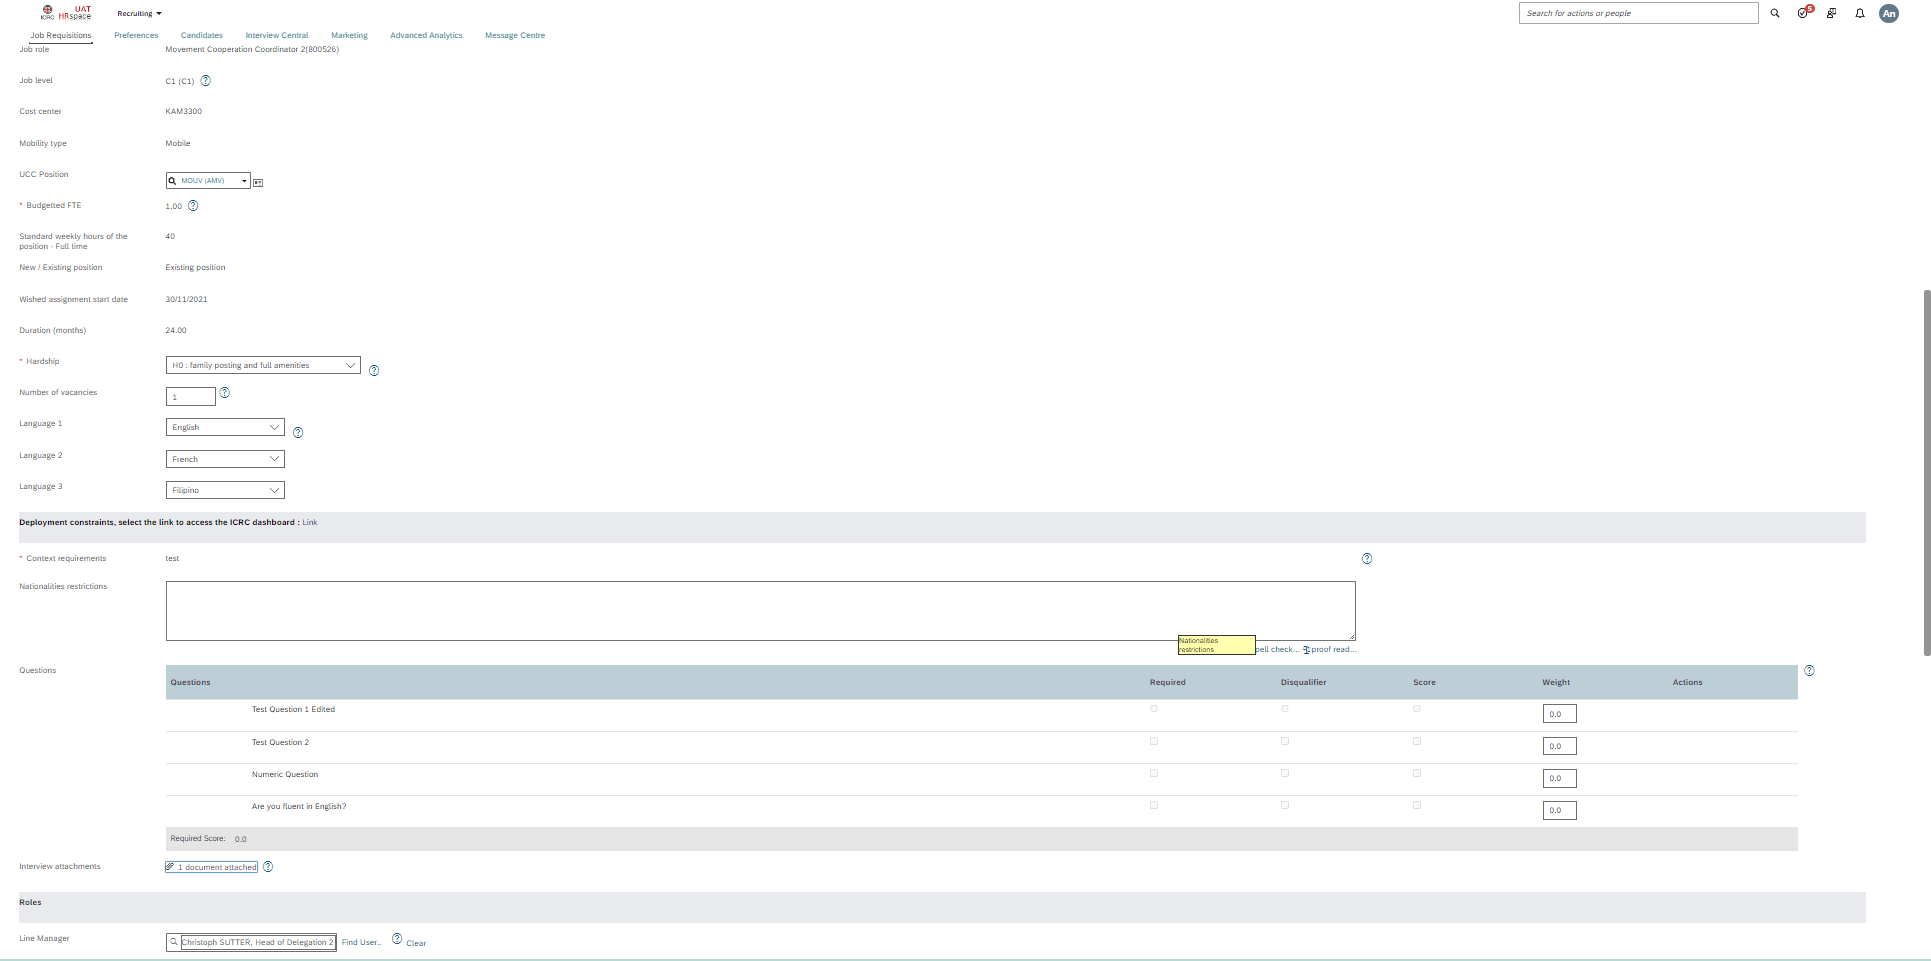 ICRC
UAT
HRspace
Recruiting
Search for actions or people
5
An
Job Requisitions
Preferences
Candidates
Interview Central
Marketing
Advanced Analytics
Message Centre
Job role
Movement Cooperation Coordinator 2(800526)
Job level
C1 (C1)
Cost center
KAM3300
Mobility type
Mobile
UCC Position
MOUV (AMV)
* Budgetted FTE
1.00
Standard weekly hours of the
position - Full time
40
New / Existing position
Existing position
Wished assignment start date
30/11/2021
Duration (months)
24.00
* Hardship
H0 : family posting and full amenities
Number of vacancies
1
Language 1
English
Language 2
French
Language 3
Filipino
Deployment constraints, select the link to access the ICRC dashboard : Link
* Context requirements
test
Nationalities restrictions
Nationalities
restrictions
pell check...
proof read...
Questions
Questions
Required
Disqualifier
Score
Weight
Actions
Test Question 1 Edited
0.0
Test Question 2
0.0
Numeric Question
0.0
Are you fluent in English?
0.0
Required Score: 0.0
Interview attachments
1 document attached
Roles
Line Manager
Christoph SUTTER, Head of Delegation 2
Find User..
Clear